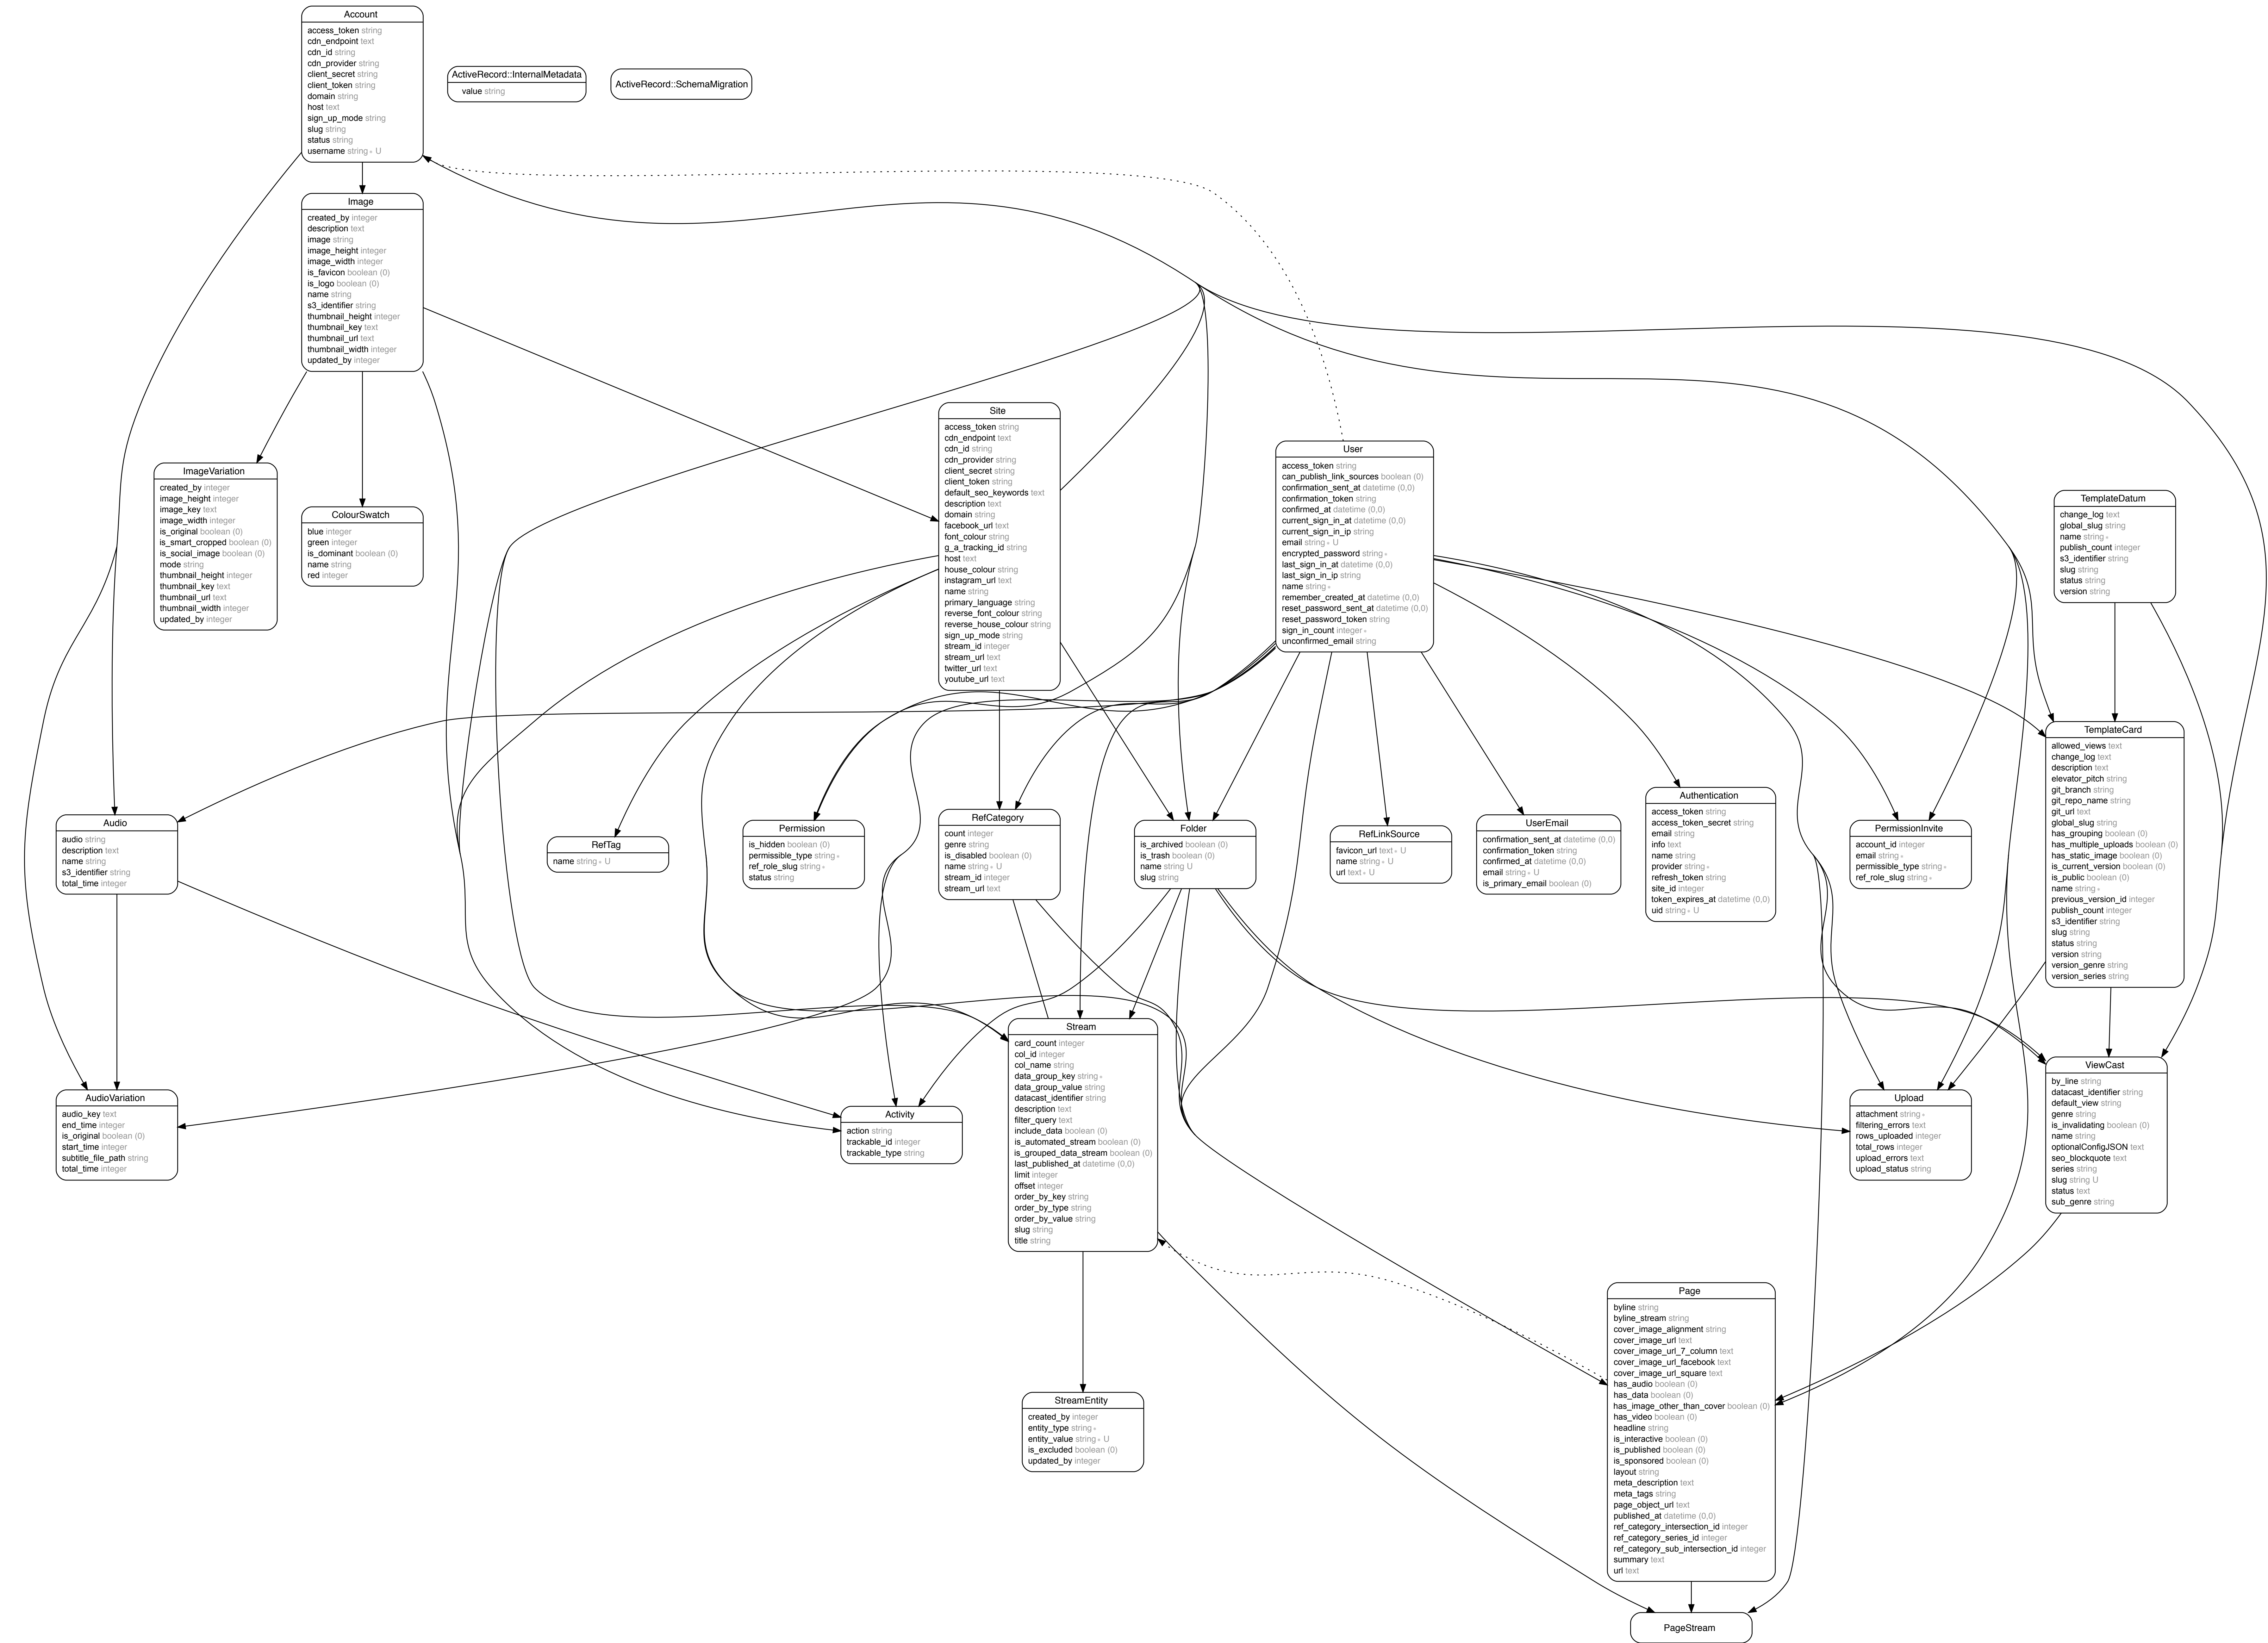 Account
access_token string
cdn_endpoint text
cdn_id string
cdn_provider string
client_secret string
client_token string
domain string
host text
sign_up_mode string
slug string
status string
username string∗ U
ActiveRecord::InternalMetadata
value string
ActiveRecord::SchemaMigration
Image
created_by integer
description text
image string
image_height integer
image_width integer
is_favicon boolean (0)
is_logo boolean (0)
name string
s3_identifier string
thumbnail_height integer
thumbnail_key text
thumbnail_url text
thumbnail_width integer
updated_by integer
ImageVariation
created_by integer
image_height integer
image_key text
image_width integer
is_original boolean (0)
is_smart_cropped boolean (0)
is_social_image boolean (0)
mode string
thumbnail_height integer
thumbnail_key text
thumbnail_url text
thumbnail_width integer
updated_by integer
ColourSwatch
blue integer
green integer
is_dominant boolean (0)
name string
red integer
Site
access_token string
cdn_endpoint text
cdn_id string
cdn_provider string
client_secret string
client_token string
default_seo_keywords text
description text
domain string
facebook_url text
font_colour string
g_a_tracking_id string
host text
house_colour string
instagram_url text
name string
primary_language string
reverse_font_colour string
reverse_house_colour string
sign_up_mode string
stream_id integer
stream_url text
twitter_url text
youtube_url text
User
access_token string
can_publish_link_sources boolean (0)
confirmation_sent_at datetime (0,0)
confirmation_token string
confirmed_at datetime (0,0)
current_sign_in_at datetime (0,0)
current_sign_in_ip string
email string∗ U
encrypted_password string∗
last_sign_in_at datetime (0,0)
last_sign_in_ip string
name string∗
remember_created_at datetime (0,0)
reset_password_sent_at datetime (0,0)
reset_password_token string
sign_in_count integer∗
unconfirmed_email string
TemplateDatum
change_log text
global_slug string
name string∗
publish_count integer
s3_identifier string
slug string
status string
version string
TemplateCard
allowed_views text
change_log text
description text
elevator_pitch string
git_branch string
git_repo_name string
git_url text
global_slug string
has_grouping boolean (0)
has_multiple_uploads boolean (0)
has_static_image boolean (0)
is_current_version boolean (0)
is_public boolean (0)
name string∗
previous_version_id integer
publish_count integer
s3_identifier string
slug string
status string
version string
version_genre string
version_series string
Audio
audio string
description text
name string
s3_identifier string
total_time integer
RefTag
name string∗ U
Permission
is_hidden boolean (0)
permissible_type string∗
ref_role_slug string∗
status string
RefCategory
count integer
genre string
is_disabled boolean (0)
name string∗ U
stream_id integer
stream_url text
Folder
is_archived boolean (0)
is_trash boolean (0)
name string U
slug string
RefLinkSource
favicon_url text∗ U
name string∗ U
url text∗ U
UserEmail
confirmation_sent_at datetime (0,0)
confirmation_token string
confirmed_at datetime (0,0)
email string∗ U
is_primary_email boolean (0)
Authentication
access_token string
access_token_secret string
email string
info text
name string
provider string∗
refresh_token string
site_id integer
token_expires_at datetime (0,0)
uid string∗ U
PermissionInvite
account_id integer
email string∗
permissible_type string∗
ref_role_slug string∗
AudioVariation
audio_key text
end_time integer
is_original boolean (0)
start_time integer
subtitle_file_path string
total_time integer
Activity
action string
trackable_id integer
trackable_type string
Stream
card_count integer
col_id integer
col_name string
data_group_key string∗
data_group_value string
datacast_identifier string
description text
filter_query text
include_data boolean (0)
is_automated_stream boolean (0)
is_grouped_data_stream boolean (0)
last_published_at datetime (0,0)
limit integer
offset integer
order_by_key string
order_by_type string
order_by_value string
slug string
title string
Upload
attachment string∗
filtering_errors text
rows_uploaded integer
total_rows integer
upload_errors text
upload_status string
ViewCast
by_line string
datacast_identifier string
default_view string
genre string
is_invalidating boolean (0)
name string
optionalConfigJSON text
seo_blockquote text
series string
slug string U
status text
sub_genre string
StreamEntity
created_by integer
entity_type string∗
entity_value string∗ U
is_excluded boolean (0)
updated_by integer
Page
byline string
byline_stream string
cover_image_alignment string
cover_image_url text
cover_image_url_7_column text
cover_image_url_facebook text
cover_image_url_square text
has_audio boolean (0)
has_data boolean (0)
has_image_other_than_cover boolean (0)
has_video boolean (0)
headline string
is_interactive boolean (0)
is_published boolean (0)
is_sponsored boolean (0)
layout string
meta_description text
meta_tags string
page_object_url text
published_at datetime (0,0)
ref_category_intersection_id integer
ref_category_series_id integer
ref_category_sub_intersection_id integer
summary text
url text
PageStream